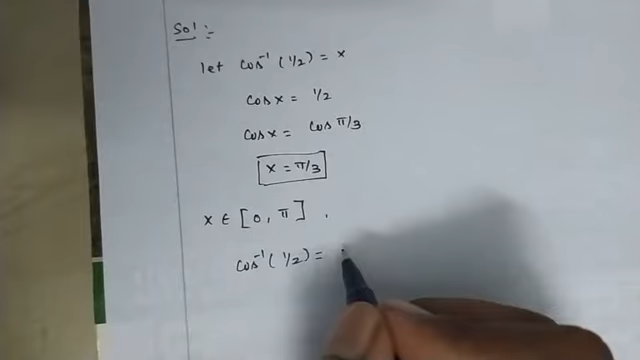 Sol :-
let cos⁻¹ (1/2) = x
cos x = 1/2
cos x = cos π/3
x = π/3
x ∈ [0, π] ,
cos⁻¹ (1/2) =